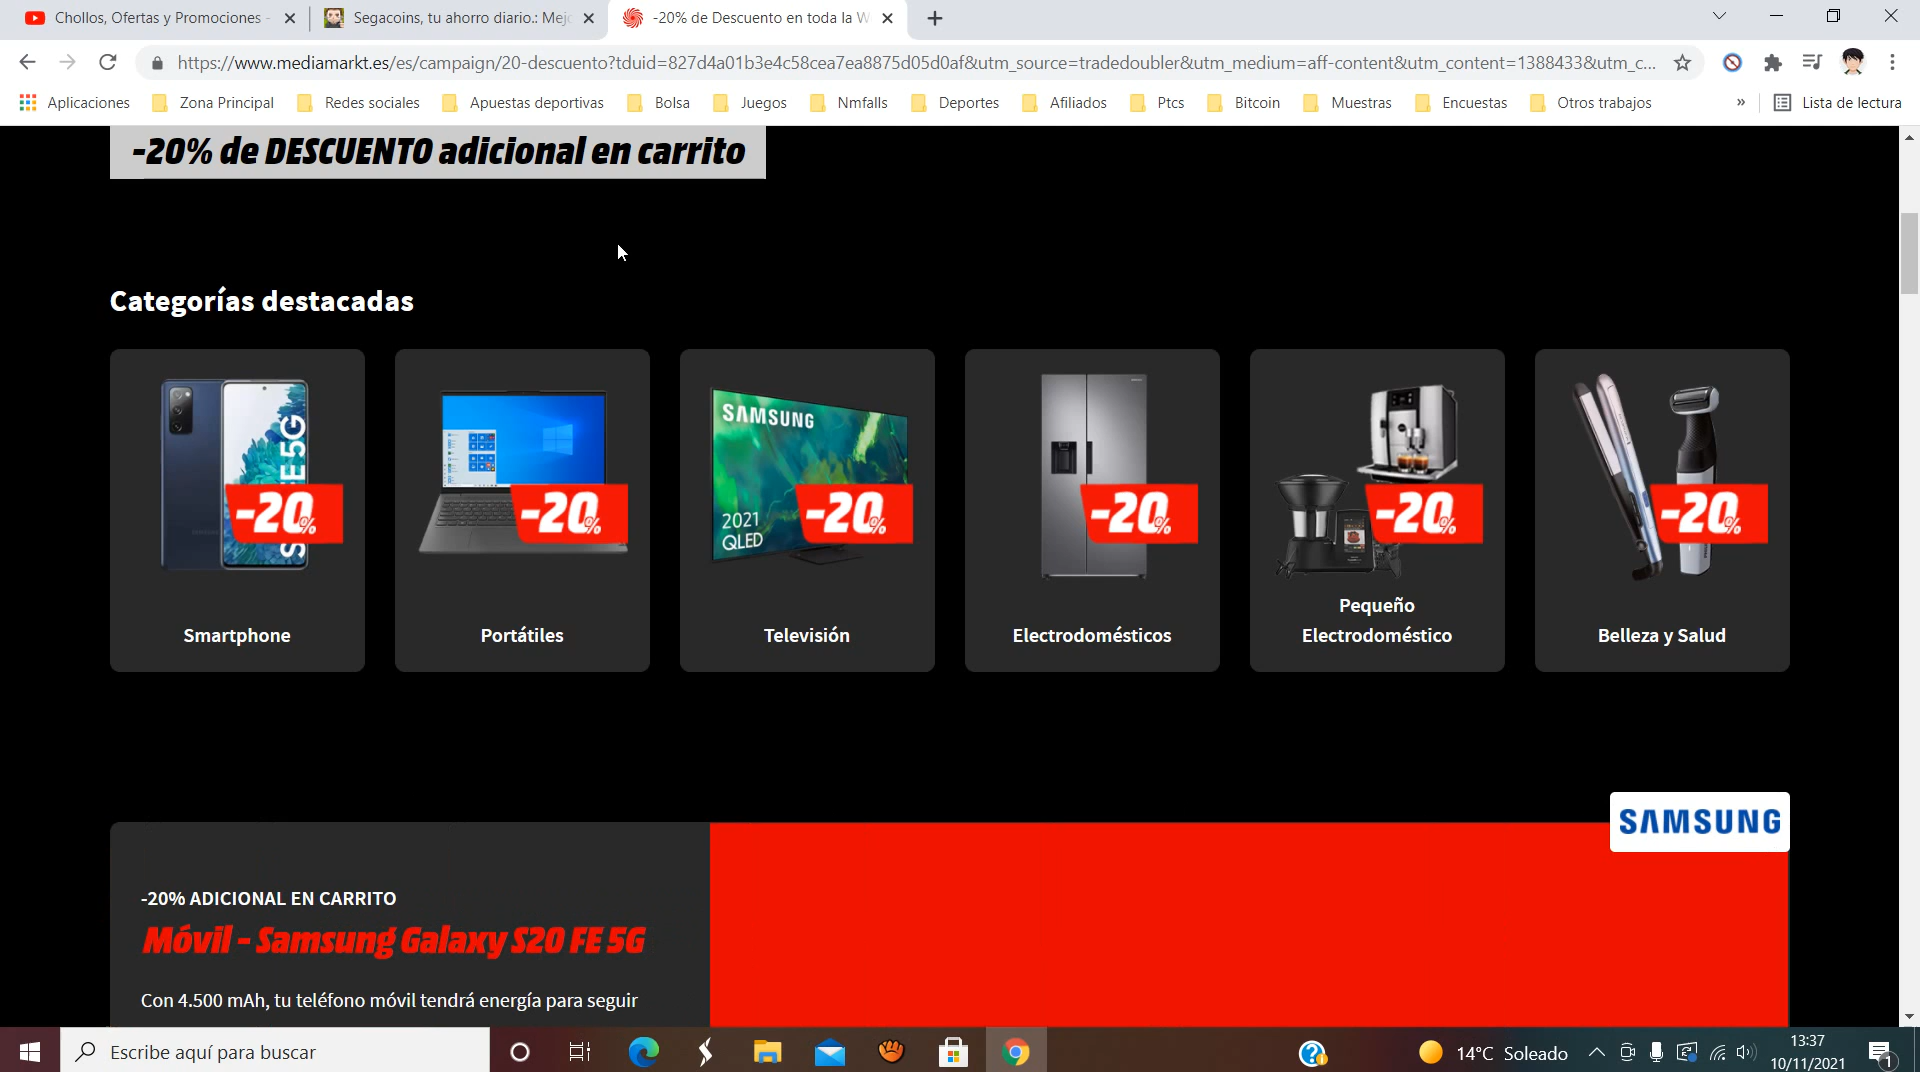 Chollos, Ofertas y Promociones -
Segacoins, tu ahorro diario.: Mejo
-20% de Descuento en toda la W
https://www.mediamarkt.es/es/campaign/20-descuento?tduid=827d4a01b3e4c58cea7ea8875d05d0af&utm_source=tradedoubler&utm_medium=aff-content&utm_content=1388433&utm_c...
Aplicaciones Zona Principal Redes sociales Apuestas deportivas Bolsa Juegos Nmfalls Deportes Afiliados Ptcs Bitcoin Muestras Encuestas Otros trabajos » Lista de lectura
-20% de DESCUENTO adicional en carrito
Categorías destacadas
-20%
Smartphone
-20%
Portátiles
SAMSUNG
2021
QLED
-20%
Televisión
-20%
Electrodomésticos
-20%
Pequeño
Electrodoméstico
-20%
Belleza y Salud
SAMSUNG
-20% ADICIONAL EN CARRITO
Móvil - Samsung Galaxy S20 FE 5G
Con 4.500 mAh, tu teléfono móvil tendrá energía para seguir
Escribe aquí para buscar
14°C Soleado
13:37
10/11/2021
1